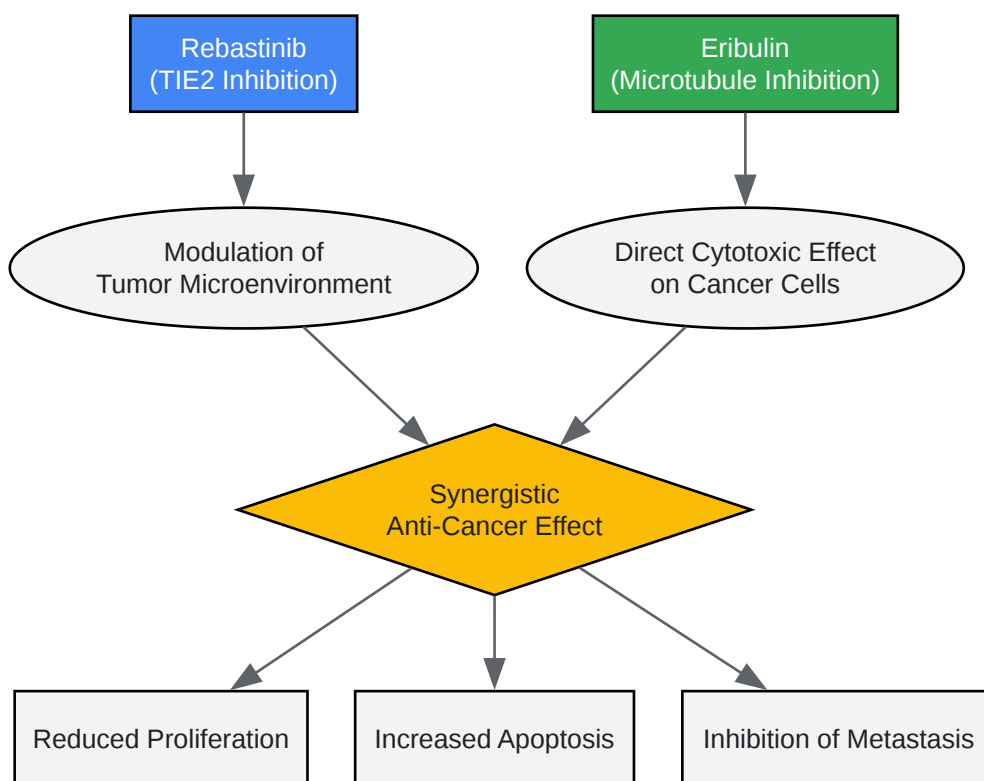 Rebastinib
(TIE2 Inhibition)
Eribulin
(Microtubule Inhibition)
Modulation of
Tumor Microenvironment
Direct Cytotoxic Effect
on Cancer Cells
Synergistic
Anti-Cancer Effect
Reduced Proliferation
Increased Apoptosis
Inhibition of Metastasis